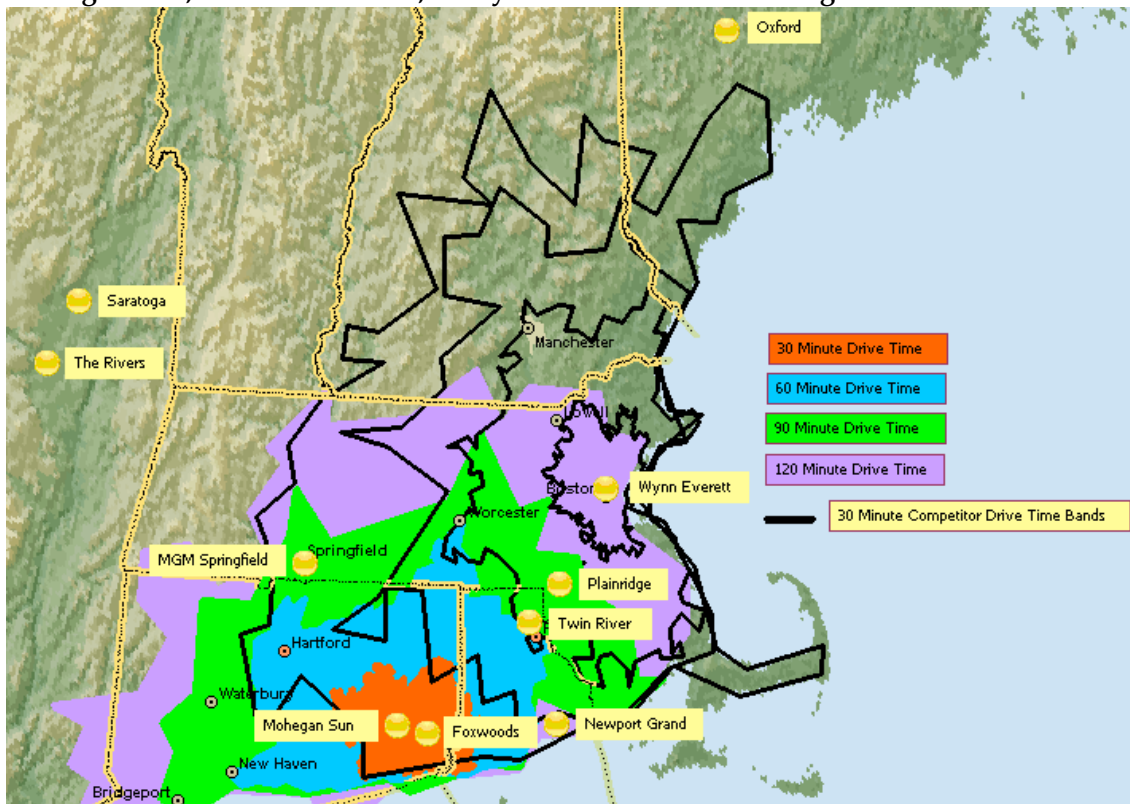 Oxford
Saratoga
The Rivers
Manchester
30 Minute Drive Time
60 Minute Drive Time
90 Minute Drive Time
120 Minute Drive Time
30 Minute Competitor Drive Time Bands
Lowell
Boston
Wynn Everett
Worcester
MGM Springfield
Springfield
Plainridge
Twin River
Hartford
Waterbury
Mohegan Sun
Foxwoods
Newport Grand
New Haven
Bridgeport